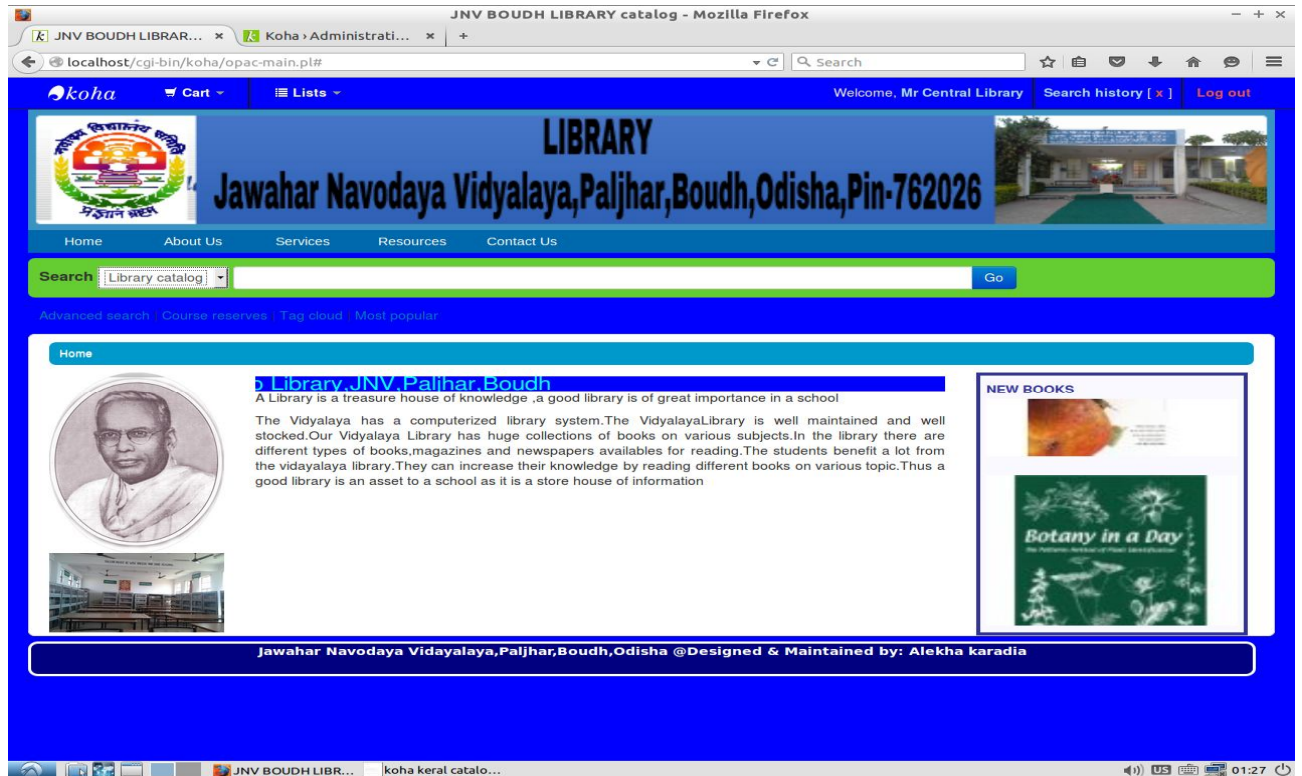 JNV BOUDH LIBRARY catalog - Mozilla Firefox
JNV BOUDH LIBRAR... × Koha › Administrati... × +
localhost/cgi-bin/koha/opac-main.pl# Search
koha Cart Lists Welcome, Mr Central Library Search history [ x ] Log out
LIBRARY
Jawahar Navodaya Vidyalaya,Paljhar,Boudh,Odisha,Pin-762026
Home About Us Services Resources Contact Us
Search Library catalog Go
Advanced search | Course reserves | Tag cloud | Most popular
Home
o Library,JNV,Paljhar,Boudh
A Library is a treasure house of knowledge ,a good library is of great importance in a school
The Vidyalaya has a computerized library system.The VidyalayaLibrary is well maintained and well
stocked.Our Vidyalaya Library has huge collections of books on various subjects.In the library there are
different types of books,magazines and newspapers availables for reading.The students benefit a lot from
the vidayalaya library.They can increase their knowledge by reading different books on various topic.Thus a
good library is an asset to a school as it is a store house of information
NEW BOOKS
Botany in a Day
Jawahar Navodaya Vidayalaya,Paljhar,Boudh,Odisha @Designed & Maintained by: Alekha karadia
JNV BOUDH LIBR... koha keral catalo... US 01:27